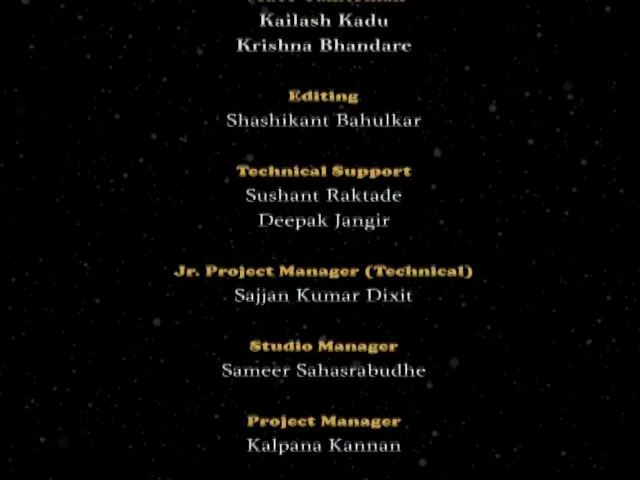 Kailash Kadu
Krishna Bhandare
Editing
Shashikant Bahulkar
Technical Support
Sushant Raktade
Deepak Jangir
Jr. Project Manager (Technical)
Sajjan Kumar Dixit
Studio Manager
Sameer Sahasrabudhe
Project Manager
Kalpana Kannan